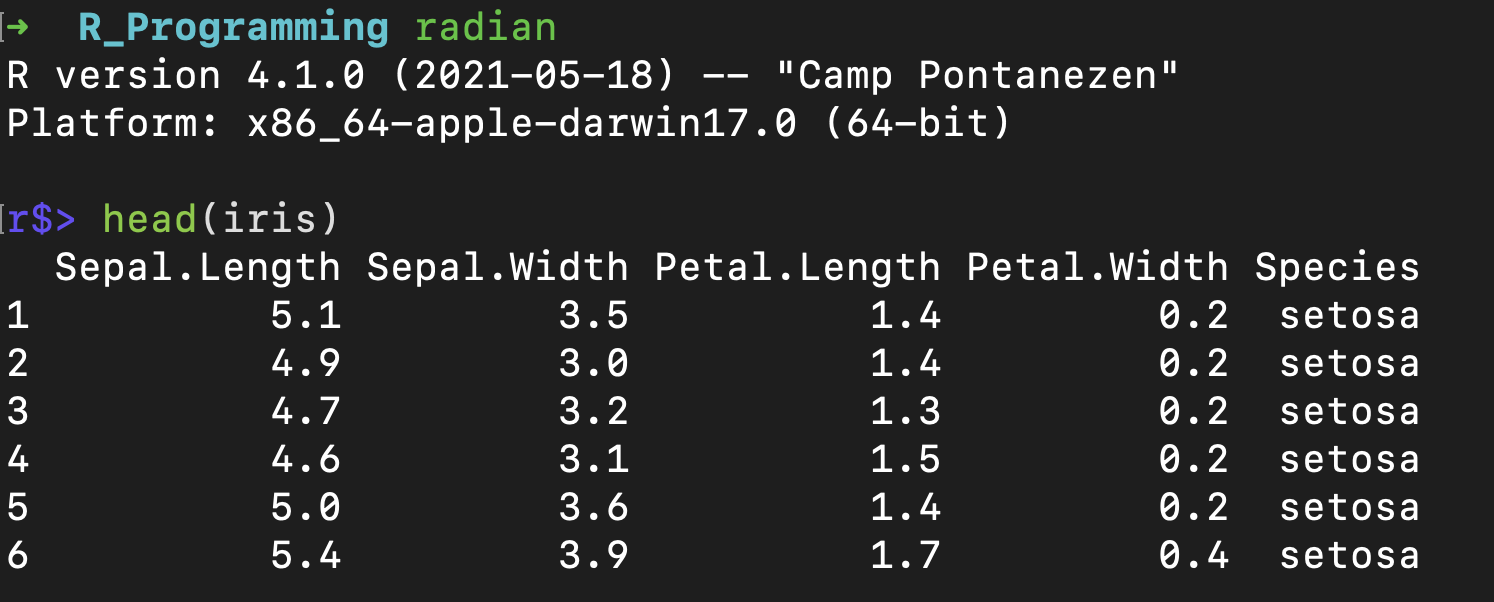 ➜  R_Programming radian
R version 4.1.0 (2021-05-18) -- "Camp Pontanezen"
Platform: x86_64-apple-darwin17.0 (64-bit)

r$> head(iris)
  Sepal.Length Sepal.Width Petal.Length Petal.Width Species
1          5.1         3.5          1.4         0.2  setosa
2          4.9         3.0          1.4         0.2  setosa
3          4.7         3.2          1.3         0.2  setosa
4          4.6         3.1          1.5         0.2  setosa
5          5.0         3.6          1.4         0.2  setosa
6          5.4         3.9          1.7         0.4  setosa